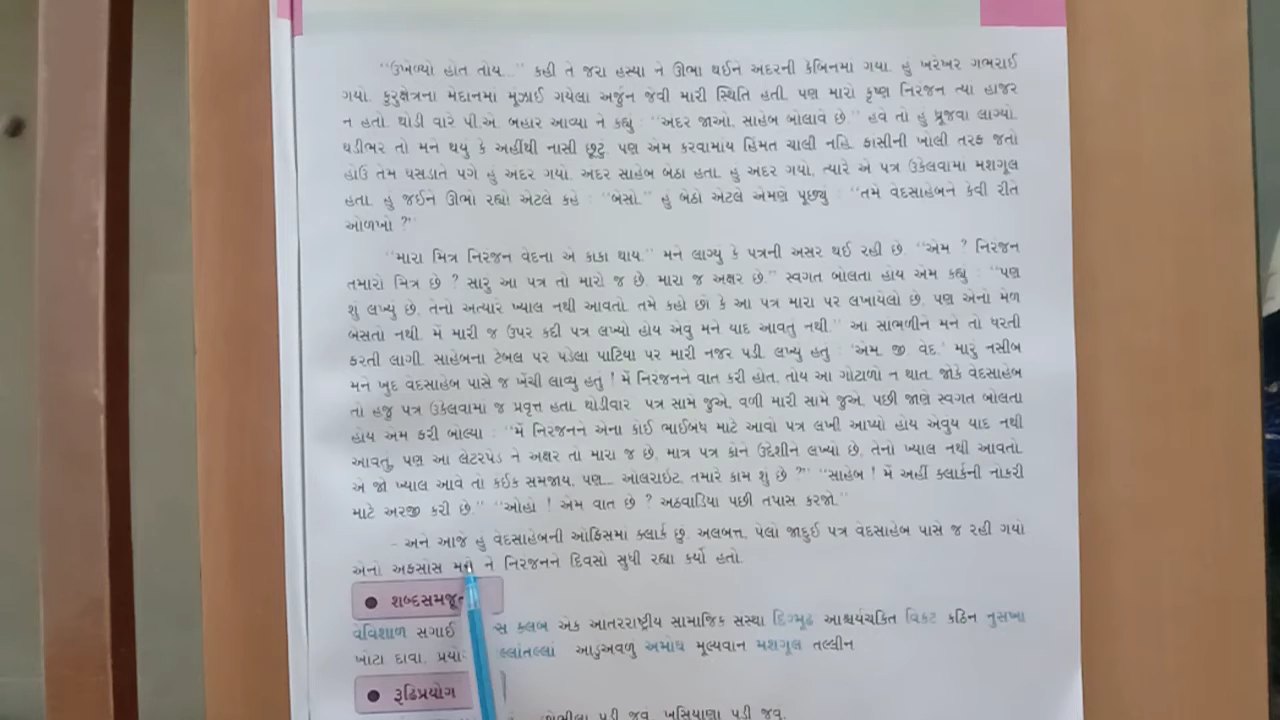 “ઉખેળ્યો હોત તોય...” કહી તે જરા હસ્યા ને ઊભા થઈને અંદરની કેબિનમાં ગયા. હું ખરેખર ગભરાઈ
ગયો. કુરુક્ષેત્રના મેદાનમાં મૂંઝાઈ ગયેલા અર્જુન જેવી મારી સ્થિતિ હતી, પણ મારો કૃષ્ણ નિરંજન ત્યાં હાજર
ન હતો. થોડી વારે પી.એ. બહાર આવ્યા ને કહ્યું : “અંદર જાઓ, સાહેબ બોલાવે છે.” હવે તો હું ધ્રૂજવા લાગ્યો.
ઘડીભર તો મને થયું કે અહીંથી નાસી છૂટું, પણ એમ કરવામાંય હિંમત ચાલી નહિ. ફાંસીની ખોલી તરફ જતો
હોઉં તેમ ઘસડાતે પગે હું અંદર ગયો. અંદર સાહેબ બેઠા હતા. હું અંદર ગયો, ત્યારે એ પત્ર ઉકેલવામાં મશગૂલ
હતા. હું જઈને ઊભો રહ્યો એટલે કહે : “બેસો.” હું બેઠો એટલે એમણે પૂછ્યું : “તમે વેદસાહેબને કેવી રીતે
ઓળખો ?”
“મારા મિત્ર નિરંજન વેદના એ કાકા થાય.” મને લાગ્યું કે પત્રની અસર થઈ રહી છે. “એમ ? નિરંજન
તમારો મિત્ર છે ? સારું આ પત્ર તો મારો જ છે. મારા જ અક્ષર છે.” સ્વગત બોલતા હોય એમ કહ્યું : “પણ
શું લખ્યું છે, તેનો અત્યારે ખ્યાલ નથી આવતો. તમે કહો છો કે આ પત્ર મારા પર લખાયેલો છે, પણ એનો મેળ
બેસતો નથી. મેં મારી જ ઉપર કદી પત્ર લખ્યો હોય એવું મને યાદ આવતું નથી.” આ સાંભળીને મને તો ધરતી
ફરતી લાગી. સાહેબના ટેબલ પર પડેલા પાટિયા પર મારી નજર પડી. લખ્યું હતું : ‘એમ. જી. વેદ.’ મારું નસીબ
મને ખુદ વેદસાહેબ પાસે જ ખેંચી લાવ્યું હતું ! મેં નિરંજનને વાત કરી હોત, તોય આ ગોટાળો ન થાત. જોકે વેદસાહેબ
તો હજુ પત્ર ઉકેલવામાં જ પ્રવૃત્ત હતા. થોડીવાર પત્ર સામે જુએ, વળી મારી સામે જુએ, પછી જાણે સ્વગત બોલતા
હોય એમ ફરી બોલ્યા : “મેં નિરંજનને એના કોઈ ભાઈબંધ માટે આવો પત્ર લખી આપ્યો હોય એવુંય યાદ નથી
આવતું, પણ આ લેટરપેડ ને અક્ષર તો મારા જ છે. માત્ર પત્ર કોને ઉદ્દેશીને લખ્યો છે, તેનો ખ્યાલ નથી આવતો.
એ જો ખ્યાલ આવે તો કંઈક સમજાય, પણ... ઓલરાઇટ, તમારે કામ શું છે ?” “સાહેબ ! મેં અહીં ક્લાર્કની નોકરી
માટે અરજી કરી છે.” “ઓહો ! એમ વાત છે ? અઠવાડિયા પછી તપાસ કરજો.”
– અને આજે હું વેદસાહેબની ઑફિસમાં ક્લાર્ક છું. અલબત્ત, પેલો જાદુઈ પત્ર વેદસાહેબ પાસે જ રહી ગયો
એનો અફસોસ મને ને નિરંજનને દિવસો સુધી રહ્યા કર્યો હતો.
● શબ્દસમજૂ
વેવિશાળ સગાઈ ક્લબ એક આંતરરાષ્ટ્રીય સામાજિક સંસ્થા દિગ્મૂઢ આશ્ચર્યચકિત વિકટ કઠિન નુસખા
ખોટા દાવા, આડુંઅવળું અમોઘ મૂલ્યવાન મશગૂલ તલ્લીન
● રૂઢિપ્રયોગ
પડી જવું, ખસિયાણા પડી જવું.